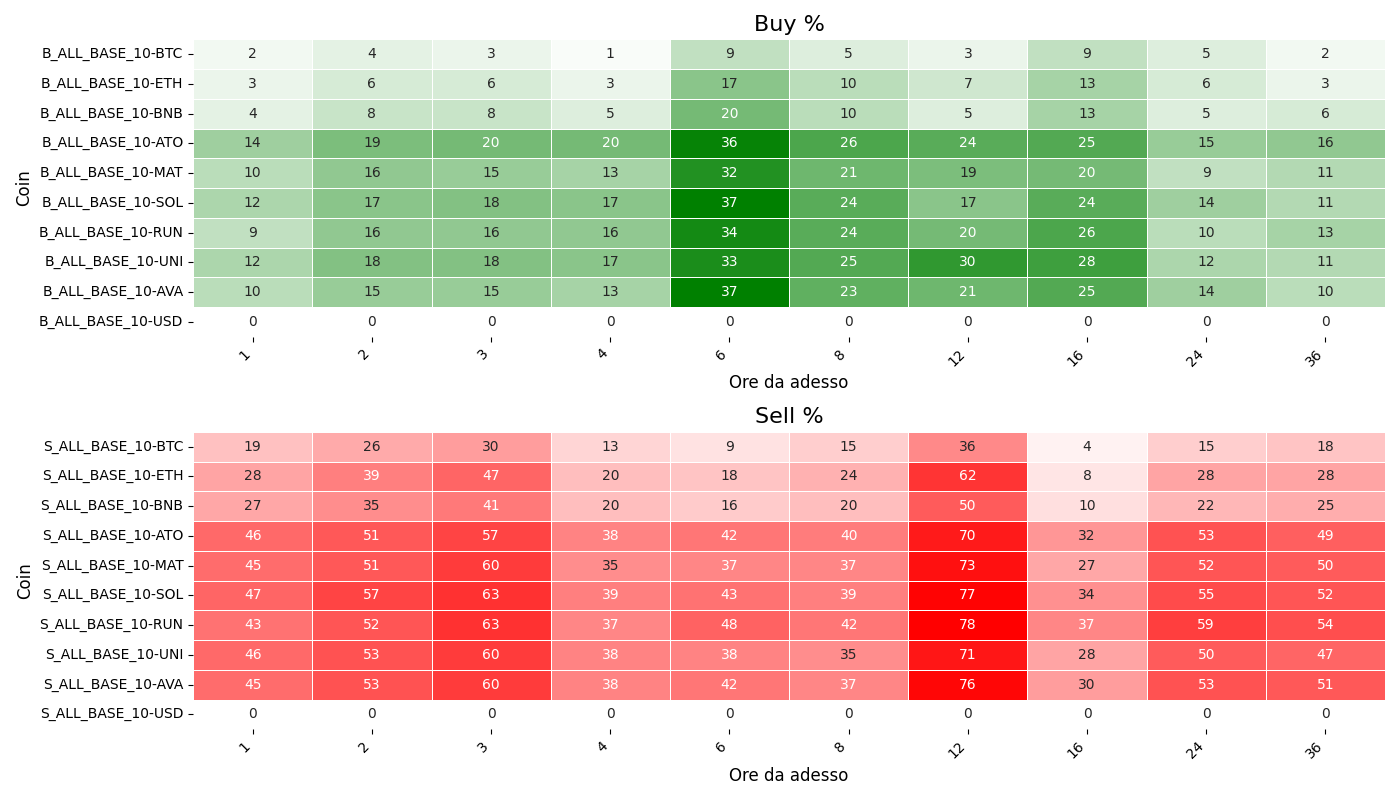 Buy %
Coin
B_ALL_BASE_10-BTC 2 4 3 1 9 5 3 9 5 2
B_ALL_BASE_10-ETH 3 6 6 3 17 10 7 13 6 3
B_ALL_BASE_10-BNB 4 8 8 5 20 10 5 13 5 6
B_ALL_BASE_10-ATO 14 19 20 20 36 26 24 25 15 16
B_ALL_BASE_10-MAT 10 16 15 13 32 21 19 20 9 11
B_ALL_BASE_10-SOL 12 17 18 17 37 24 17 24 14 11
B_ALL_BASE_10-RUN 9 16 16 16 34 24 20 26 10 13
B_ALL_BASE_10-UNI 12 18 18 17 33 25 30 28 12 11
B_ALL_BASE_10-AVA 10 15 15 13 37 23 21 25 14 10
B_ALL_BASE_10-USD 0 0 0 0 0 0 0 0 0 0
1 2 3 4 6 8 12 16 24 36
Ore da adesso
Sell %
Coin
S_ALL_BASE_10-BTC 19 26 30 13 9 15 36 4 15 18
S_ALL_BASE_10-ETH 28 39 47 20 18 24 62 8 28 28
S_ALL_BASE_10-BNB 27 35 41 20 16 20 50 10 22 25
S_ALL_BASE_10-ATO 46 51 57 38 42 40 70 32 53 49
S_ALL_BASE_10-MAT 45 51 60 35 37 37 73 27 52 50
S_ALL_BASE_10-SOL 47 57 63 39 43 39 77 34 55 52
S_ALL_BASE_10-RUN 43 52 63 37 48 42 78 37 59 54
S_ALL_BASE_10-UNI 46 53 60 38 38 35 71 28 50 47
S_ALL_BASE_10-AVA 45 53 60 38 42 37 76 30 53 51
S_ALL_BASE_10-USD 0 0 0 0 0 0 0 0 0 0
1 2 3 4 6 8 12 16 24 36
Ore da adesso